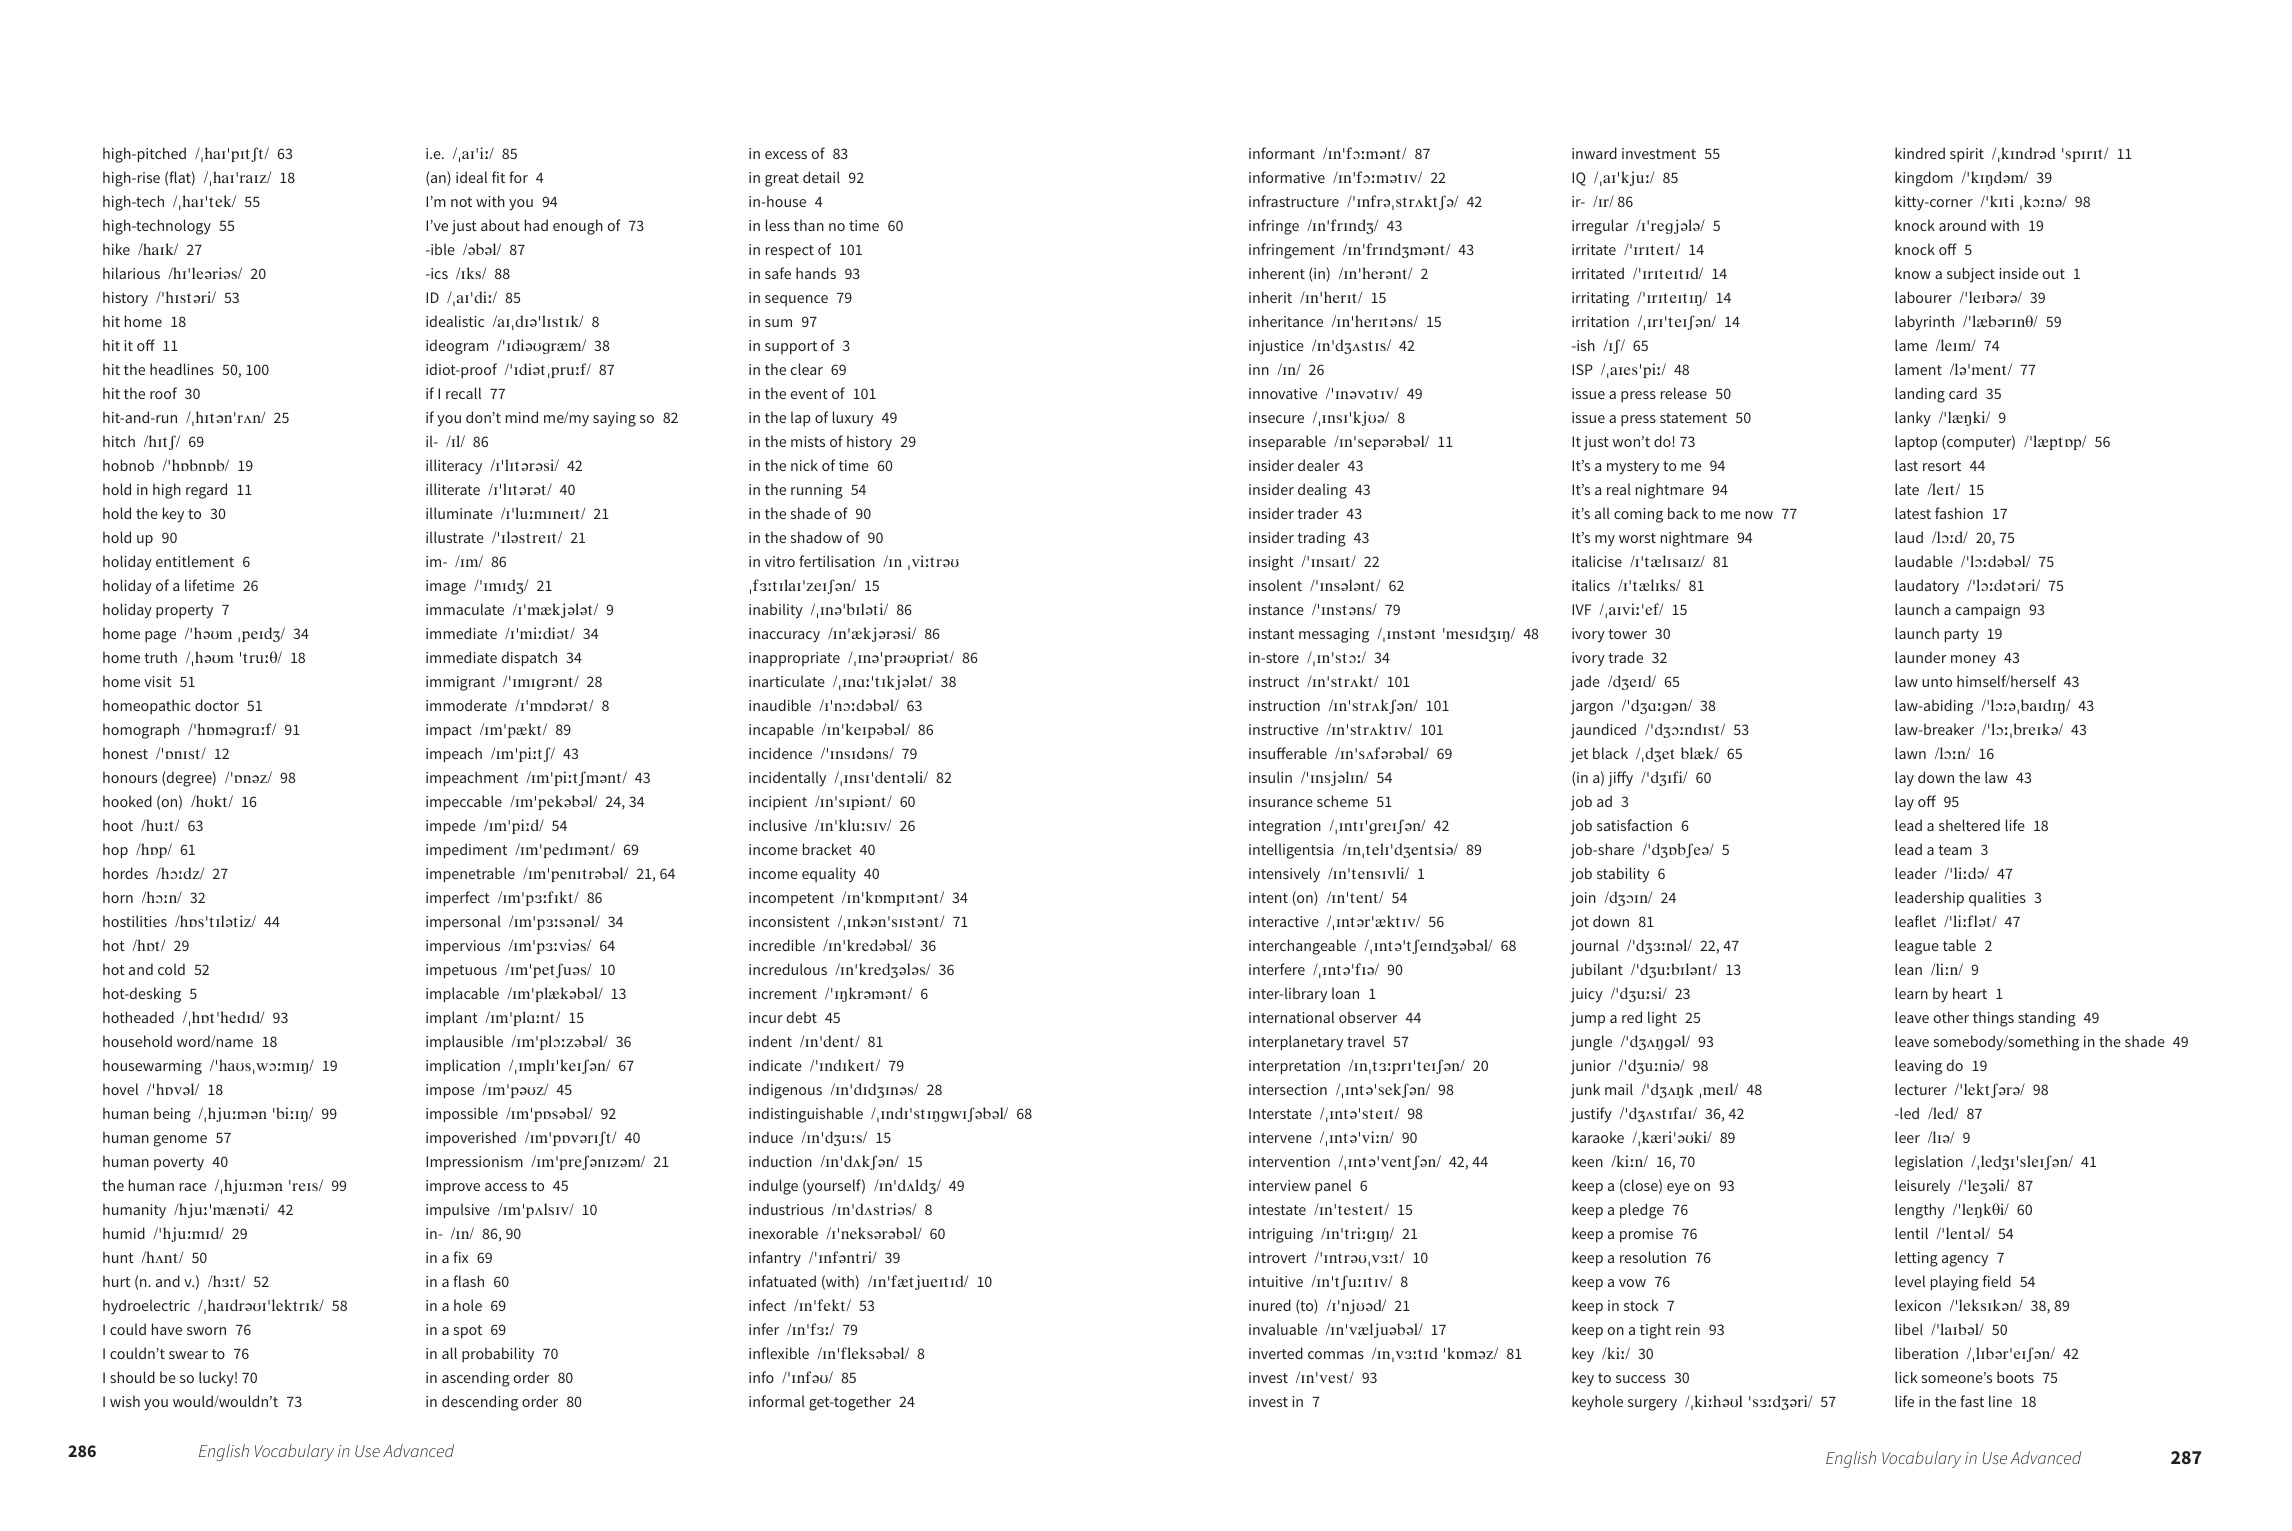 high-pitched /ˌhaɪˈpɪtʃt/ 63
high-rise (flat) /ˌhaɪˈraɪz/ 18
high-tech /ˌhaɪˈtek/ 55
high-technology 55
hike /haɪk/ 27
hilarious /hɪˈleəriəs/ 20
history /ˈhɪstəri/ 53
hit home 18
hit it off 11
hit the headlines 50, 100
hit the roof 30
hit-and-run /ˌhɪtənˈrʌn/ 25
hitch /hɪtʃ/ 69
hobnob /ˈhɒbnɒb/ 19
hold in high regard 11
hold the key to 30
hold up 90
holiday entitlement 6
holiday of a lifetime 26
holiday property 7
home page /ˈhəʊm ˌpeɪdʒ/ 34
home truth /ˌhəʊm ˈtruːθ/ 18
home visit 51
homeopathic doctor 51
homograph /ˈhɒməgrɑːf/ 91
honest /ˈɒnɪst/ 12
honours (degree) /ˈɒnəz/ 98
hooked (on) /hʊkt/ 16
hoot /huːt/ 63
hop /hɒp/ 61
hordes /hɔːdz/ 27
horn /hɔːn/ 32
hostilities /hɒsˈtɪlətiz/ 44
hot /hɒt/ 29
hot and cold 52
hot-desking 5
hotheaded /ˌhɒtˈhedɪd/ 93
household word/name 18
housewarming /ˈhaʊsˌwɔːmɪŋ/ 19
hovel /ˈhɒvəl/ 18
human being /ˌhjuːmən ˈbiːɪŋ/ 99
human genome 57
human poverty 40
the human race /ˌhjuːmən ˈreɪs/ 99
humanity /hjuːˈmænəti/ 42
humid /ˈhjuːmɪd/ 29
hunt /hʌnt/ 50
hurt (n. and v.) /hɜːt/ 52
hydroelectric /ˌhaɪdrəʊɪˈlektrɪk/ 58
I could have sworn 76
I couldn’t swear to 76
I should be so lucky! 70
I wish you would/wouldn’t 73
i.e. /ˌaɪˈiː/ 85
(an) ideal fit for 4
I’m not with you 94
I’ve just about had enough of 73
-ible /əbəl/ 87
-ics /ɪks/ 88
ID /ˌaɪˈdiː/ 85
idealistic /aɪˌdɪəˈlɪstɪk/ 8
ideogram /ˈɪdiəʊgræm/ 38
idiot-proof /ˈɪdiətˌpruːf/ 87
if I recall 77
if you don’t mind me/my saying so 82
il- /ɪl/ 86
illiteracy /ɪˈlɪtərəsi/ 42
illiterate /ɪˈlɪtərət/ 40
illuminate /ɪˈluːmɪneɪt/ 21
illustrate /ˈɪləstreɪt/ 21
im- /ɪm/ 86
image /ˈɪmɪdʒ/ 21
immaculate /ɪˈmækjələt/ 9
immediate /ɪˈmiːdiət/ 34
immediate dispatch 34
immigrant /ˈɪmɪgrənt/ 28
immoderate /ɪˈmɒdərət/ 8
impact /ɪmˈpækt/ 89
impeach /ɪmˈpiːtʃ/ 43
impeachment /ɪmˈpiːtʃmənt/ 43
impeccable /ɪmˈpekəbəl/ 24, 34
impede /ɪmˈpiːd/ 54
impediment /ɪmˈpedɪmənt/ 69
impenetrable /ɪmˈpenɪtrəbəl/ 21, 64
imperfect /ɪmˈpɜːfɪkt/ 86
impersonal /ɪmˈpɜːsənəl/ 34
impervious /ɪmˈpɜːviəs/ 64
impetuous /ɪmˈpetʃuəs/ 10
implacable /ɪmˈplækəbəl/ 13
implant /ɪmˈplɑːnt/ 15
implausible /ɪmˈplɔːzəbəl/ 36
implication /ˌɪmplɪˈkeɪʃən/ 67
impose /ɪmˈpəʊz/ 45
impossible /ɪmˈpɒsəbəl/ 92
impoverished /ɪmˈpɒvərɪʃt/ 40
Impressionism /ɪmˈpreʃənɪzəm/ 21
improve access to 45
impulsive /ɪmˈpʌlsɪv/ 10
in- /ɪn/ 86, 90
in a fix 69
in a flash 60
in a hole 69
in a spot 69
in all probability 70
in ascending order 80
in descending order 80
in excess of 83
in great detail 92
in-house 4
in less than no time 60
in respect of 101
in safe hands 93
in sequence 79
in sum 97
in support of 3
in the clear 69
in the event of 101
in the lap of luxury 49
in the mists of history 29
in the nick of time 60
in the running 54
in the shade of 90
in the shadow of 90
in vitro fertilisation /ɪn ˌviːtrəʊ
ˌfɜːtɪlaɪˈzeɪʃən/ 15
inability /ˌɪnəˈbɪləti/ 86
inaccuracy /ɪnˈækjərəsi/ 86
inappropriate /ˌɪnəˈprəʊpriət/ 86
inarticulate /ˌɪnɑːˈtɪkjələt/ 38
inaudible /ɪˈnɔːdəbəl/ 63
incapable /ɪnˈkeɪpəbəl/ 86
incidence /ˈɪnsɪdəns/ 79
incidentally /ˌɪnsɪˈdentəli/ 82
incipient /ɪnˈsɪpiənt/ 60
inclusive /ɪnˈkluːsɪv/ 26
income bracket 40
income equality 40
incompetent /ɪnˈkɒmpɪtənt/ 34
inconsistent /ˌɪnkənˈsɪstənt/ 71
incredible /ɪnˈkredəbəl/ 36
incredulous /ɪnˈkredʒələs/ 36
increment /ˈɪŋkrəmənt/ 6
incur debt 45
indent /ɪnˈdent/ 81
indicate /ˈɪndɪkeɪt/ 79
indigenous /ɪnˈdɪdʒɪnəs/ 28
indistinguishable /ˌɪndɪˈstɪŋgwɪʃəbəl/ 68
induce /ɪnˈdʒuːs/ 15
induction /ɪnˈdʌkʃən/ 15
indulge (yourself) /ɪnˈdʌldʒ/ 49
industrious /ɪnˈdʌstriəs/ 8
inexorable /ɪˈneksərəbəl/ 60
infantry /ˈɪnfəntri/ 39
infatuated (with) /ɪnˈfætjueɪtɪd/ 10
infect /ɪnˈfekt/ 53
infer /ɪnˈfɜː/ 79
inflexible /ɪnˈfleksəbəl/ 8
info /ˈɪnfəʊ/ 85
informal get-together 24
286 English Vocabulary in Use Advanced
informant /ɪnˈfɔːmənt/ 87
informative /ɪnˈfɔːmətɪv/ 22
infrastructure /ˈɪnfrəˌstrʌktʃə/ 42
infringe /ɪnˈfrɪndʒ/ 43
infringement /ɪnˈfrɪndʒmənt/ 43
inherent (in) /ɪnˈherənt/ 2
inherit /ɪnˈherɪt/ 15
inheritance /ɪnˈherɪtəns/ 15
injustice /ɪnˈdʒʌstɪs/ 42
inn /ɪn/ 26
innovative /ˈɪnəvətɪv/ 49
insecure /ˌɪnsɪˈkjʊə/ 8
inseparable /ɪnˈsepərəbəl/ 11
insider dealer 43
insider dealing 43
insider trader 43
insider trading 43
insight /ˈɪnsaɪt/ 22
insolent /ˈɪnsələnt/ 62
instance /ˈɪnstəns/ 79
instant messaging /ˌɪnstənt ˈmesɪdʒɪŋ/ 48
in-store /ˌɪnˈstɔː/ 34
instruct /ɪnˈstrʌkt/ 101
instruction /ɪnˈstrʌkʃən/ 101
instructive /ɪnˈstrʌktɪv/ 101
insufferable /ɪnˈsʌfərəbəl/ 69
insulin /ˈɪnsjəlɪn/ 54
insurance scheme 51
integration /ˌɪntɪˈgreɪʃən/ 42
intelligentsia /ɪnˌtelɪˈdʒentsiə/ 89
intensively /ɪnˈtensɪvli/ 1
intent (on) /ɪnˈtent/ 54
interactive /ˌɪntərˈæktɪv/ 56
interchangeable /ˌɪntəˈtʃeɪndʒəbəl/ 68
interfere /ˌɪntəˈfɪə/ 90
inter-library loan 1
international observer 44
interplanetary travel 57
interpretation /ɪnˌtɜːprɪˈteɪʃən/ 20
intersection /ˌɪntəˈsekʃən/ 98
Interstate /ˌɪntəˈsteɪt/ 98
intervene /ˌɪntəˈviːn/ 90
intervention /ˌɪntəˈventʃən/ 42, 44
interview panel 6
intestate /ɪnˈtesteɪt/ 15
intriguing /ɪnˈtriːgɪŋ/ 21
introvert /ˈɪntrəʊˌvɜːt/ 10
intuitive /ɪnˈtʃuːɪtɪv/ 8
inured (to) /ɪˈnjʊəd/ 21
invaluable /ɪnˈvæljuəbəl/ 17
inverted commas /ɪnˌvɜːtɪd ˈkɒməz/ 81
invest /ɪnˈvest/ 93
invest in 7
inward investment 55
IQ /ˌaɪˈkjuː/ 85
ir- /ɪr/ 86
irregular /ɪˈregjələ/ 5
irritate /ˈɪrɪteɪt/ 14
irritated /ˈɪrɪteɪtɪd/ 14
irritating /ˈɪrɪteɪtɪŋ/ 14
irritation /ˌɪrɪˈteɪʃən/ 14
-ish /ɪʃ/ 65
ISP /ˌaɪesˈpiː/ 48
issue a press release 50
issue a press statement 50
It just won’t do! 73
It’s a mystery to me 94
It’s a real nightmare 94
it’s all coming back to me now 77
It’s my worst nightmare 94
italicise /ɪˈtælɪsaɪz/ 81
italics /ɪˈtælɪks/ 81
IVF /ˌaɪviːˈef/ 15
ivory tower 30
ivory trade 32
jade /dʒeɪd/ 65
jargon /ˈdʒɑːgən/ 38
jaundiced /ˈdʒɔːndɪst/ 53
jet black /ˌdʒet blæk/ 65
(in a) jiffy /ˈdʒɪfi/ 60
job ad 3
job satisfaction 6
job-share /ˈdʒɒbʃeə/ 5
job stability 6
join /dʒɔɪn/ 24
jot down 81
journal /ˈdʒɜːnəl/ 22, 47
jubilant /ˈdʒuːbɪlənt/ 13
juicy /ˈdʒuːsi/ 23
jump a red light 25
jungle /ˈdʒʌŋgəl/ 93
junior /ˈdʒuːniə/ 98
junk mail /ˈdʒʌŋk ˌmeɪl/ 48
justify /ˈdʒʌstɪfaɪ/ 36, 42
karaoke /ˌkæriˈəʊki/ 89
keen /kiːn/ 16, 70
keep a (close) eye on 93
keep a pledge 76
keep a promise 76
keep a resolution 76
keep a vow 76
keep in stock 7
keep on a tight rein 93
key /kiː/ 30
key to success 30
keyhole surgery /ˌkiːhəʊl ˈsɜːdʒəri/ 57
kindred spirit /ˌkɪndrəd ˈspɪrɪt/ 11
kingdom /ˈkɪŋdəm/ 39
kitty-corner /ˈkɪti ˌkɔːnə/ 98
knock around with 19
knock off 5
know a subject inside out 1
labourer /ˈleɪbərə/ 39
labyrinth /ˈlæbərɪnθ/ 59
lame /leɪm/ 74
lament /ləˈment/ 77
landing card 35
lanky /ˈlæŋki/ 9
laptop (computer) /ˈlæptɒp/ 56
last resort 44
late /leɪt/ 15
latest fashion 17
laud /lɔːd/ 20, 75
laudable /ˈlɔːdəbəl/ 75
laudatory /ˈlɔːdətəri/ 75
launch a campaign 93
launch party 19
launder money 43
law unto himself/herself 43
law-abiding /ˈlɔːəˌbaɪdɪŋ/ 43
law-breaker /ˈlɔːˌbreɪkə/ 43
lawn /lɔːn/ 16
lay down the law 43
lay off 95
lead a sheltered life 18
lead a team 3
leader /ˈliːdə/ 47
leadership qualities 3
leaflet /ˈliːflət/ 47
league table 2
lean /liːn/ 9
learn by heart 1
leave other things standing 49
leave somebody/something in the shade 49
leaving do 19
lecturer /ˈlektʃərə/ 98
-led /led/ 87
leer /lɪə/ 9
legislation /ˌledʒɪˈsleɪʃən/ 41
leisurely /ˈleʒəli/ 87
lengthy /ˈleŋkθi/ 60
lentil /ˈlentəl/ 54
letting agency 7
level playing field 54
lexicon /ˈleksɪkən/ 38, 89
libel /ˈlaɪbəl/ 50
liberation /ˌlɪbərˈeɪʃən/ 42
lick someone’s boots 75
life in the fast line 18
English Vocabulary in Use Advanced 287